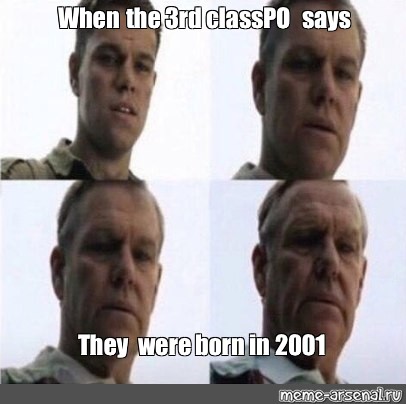 When the 3rd classPO says
They were born in 2001
meme-arsenal.ru